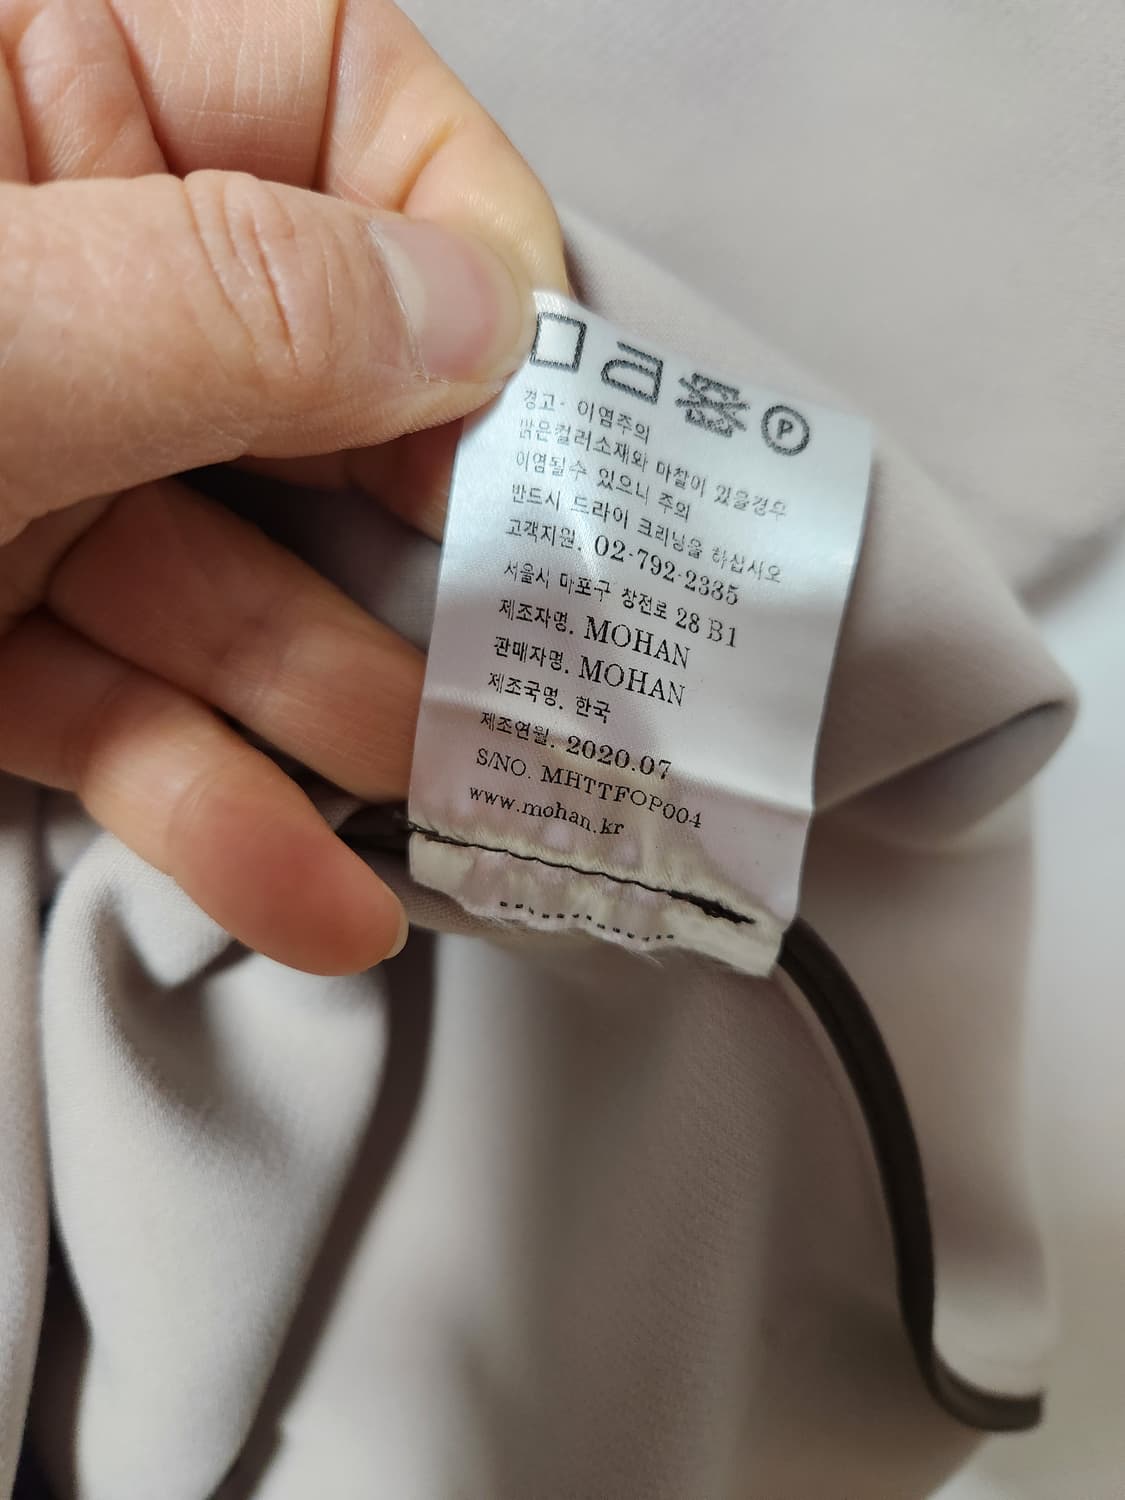 P
경고- 이염주의
밝은컬러소재와 마찰이 있을경우
이염될수 있으니 주의
반드시 드라이 크리닝을 하십시오
고객지원. 02-792-2335
서울시 마포구 창전로 28 B1
제조자명. MOHAN
판매자명. MOHAN
제조국명. 한국
제조연월. 2020.07
S/NO. MHTTFOP004
www.mohan.kr